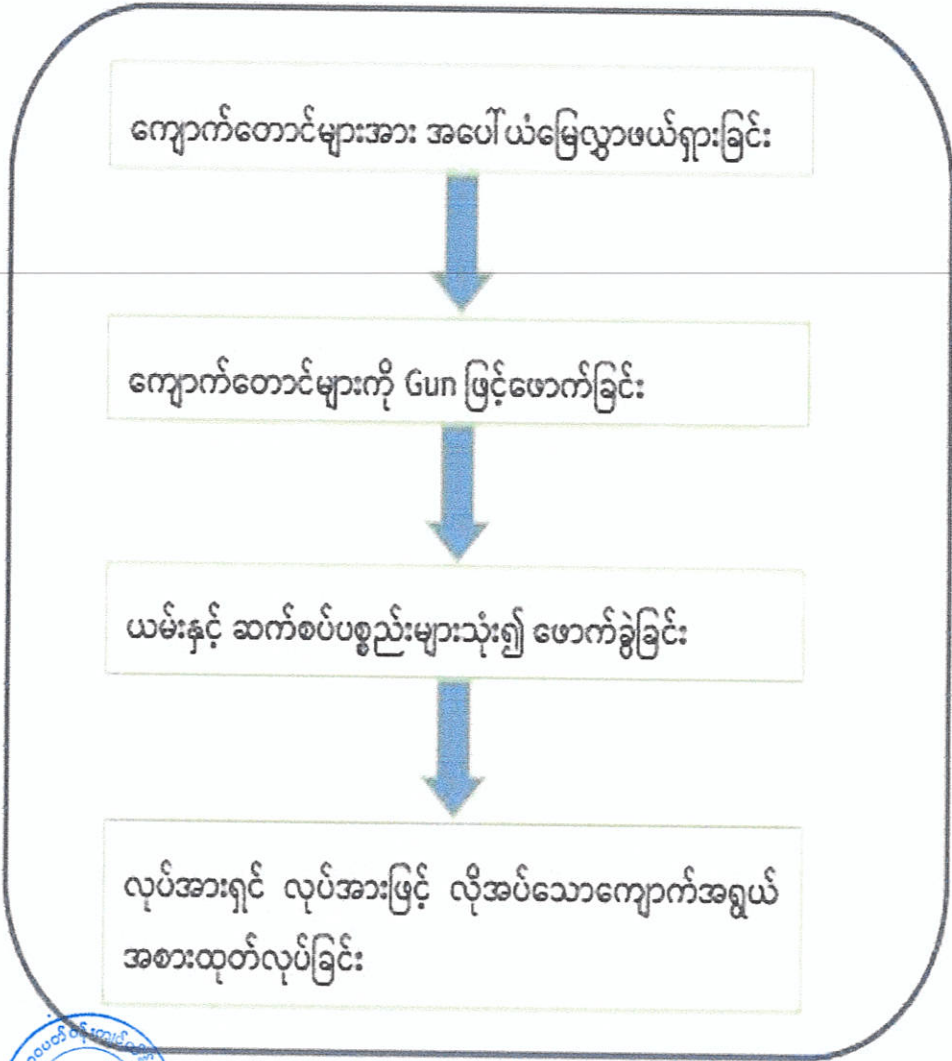 ကျောက်တောင်များအား အပေါ်ယံမြေလွှာဖယ်ရှားခြင်း
ကျောက်တောင်များကို Gun ဖြင့်ဖောက်ခြင်း
ယမ်းနှင့် ဆက်စပ်ပစ္စည်းများသုံး၍ ဖောက်ခွဲခြင်း
လုပ်အားရှင် လုပ်အားဖြင့် လိုအပ်သောကျောက်အရွယ်
အစားထုတ်လုပ်ခြင်း